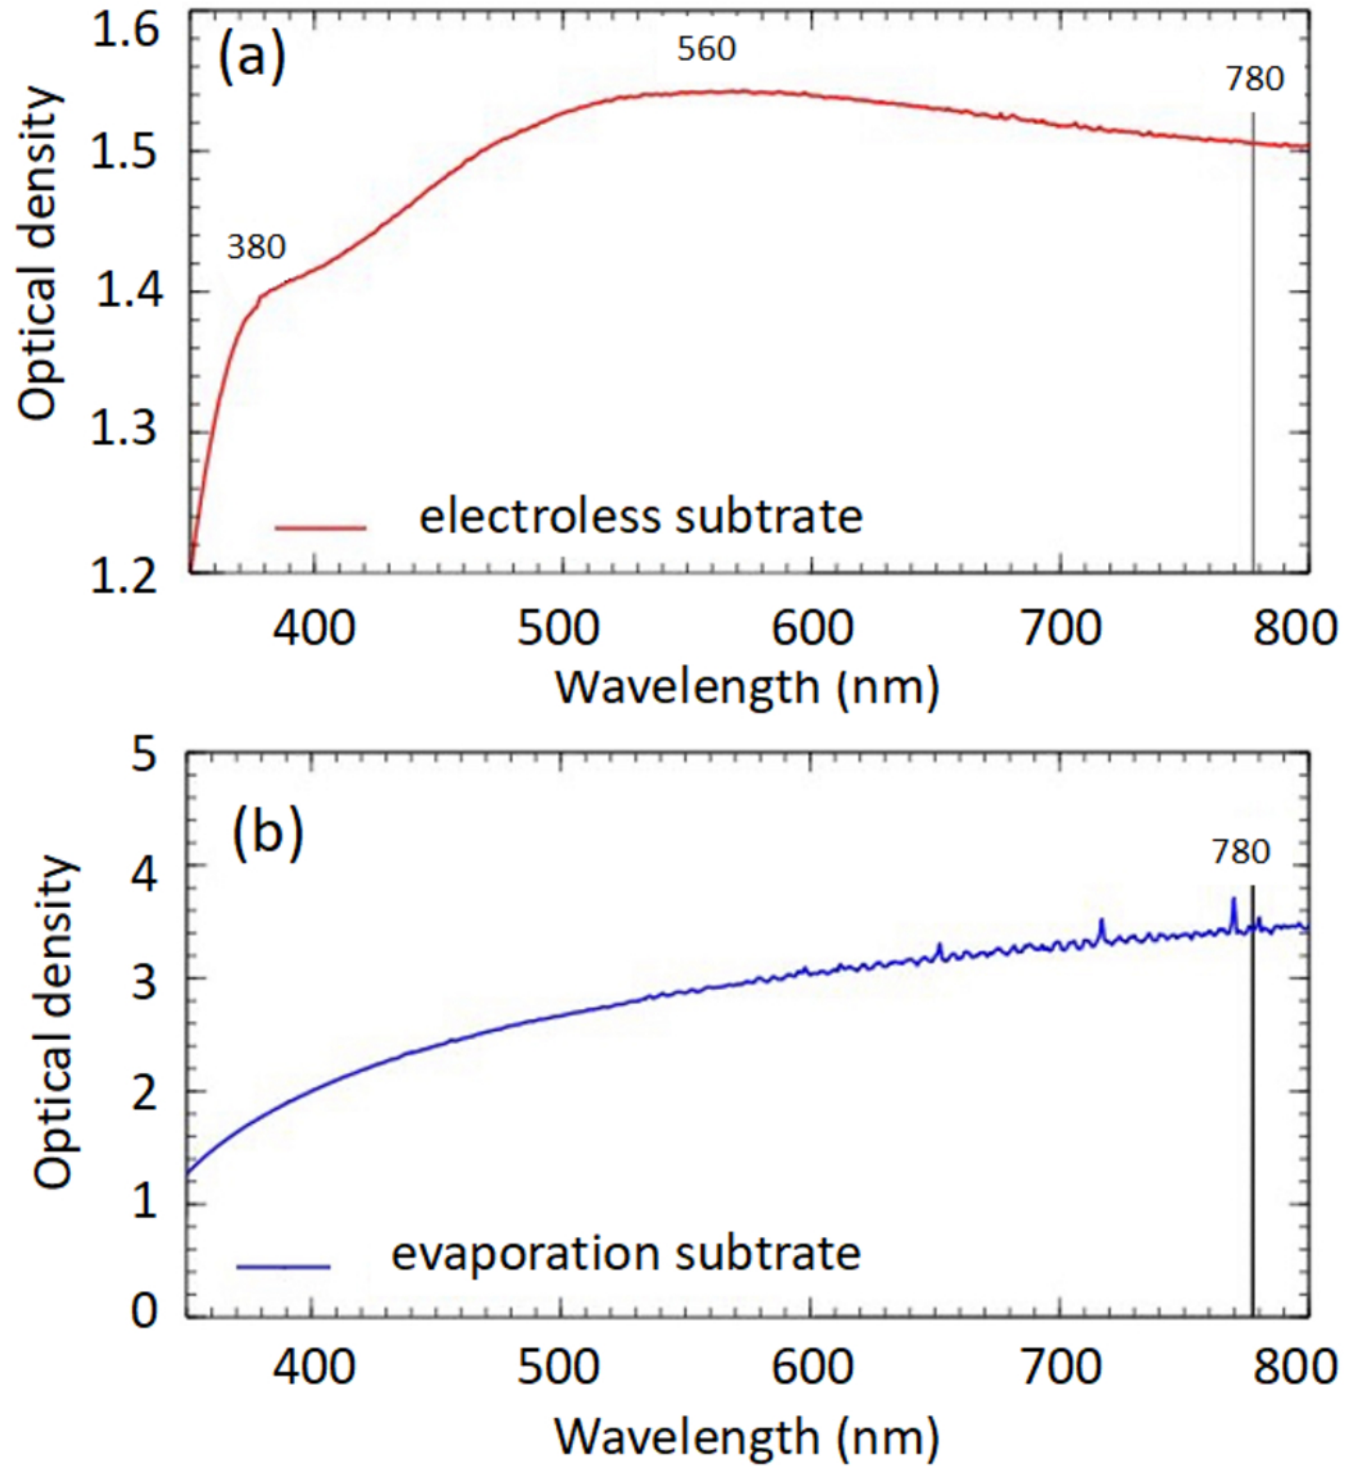 1.6
(a)
560
780
1.5
380
1.4
1.3
electroless subtrate
1.2
400 500 600 700 800
Wavelength (nm)
Optical density
5
(b)
780
4
3
2
1
evaporation subtrate
0
400 500 600 700 800
Wavelength (nm)
Optical density